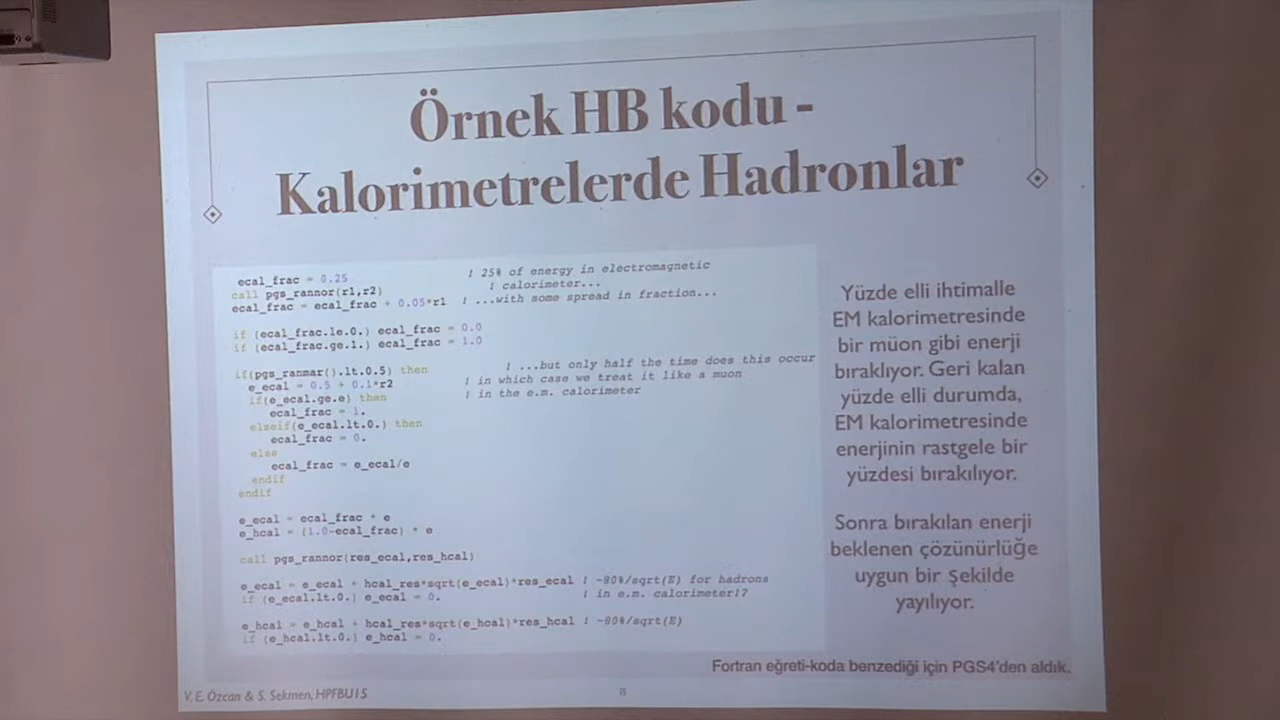 Örnek HB kodu -
Kalorimetrelerde Hadronlar
ecal_frac = 0.25 ! 25% of energy in electromagnetic
call pgs_rannor(r1,r2) ! calorimeter...
ecal_frac = ecal_frac + 0.05*r1 ! ...with some spread in fraction...
if (ecal_frac.le.0.) ecal_frac = 0.0
if (ecal_frac.ge.1.) ecal_frac = 1.0
if(pgs_ranmar().lt.0.5) then ! ...but only half the time does this occur
e_ecal = 0.5 + 0.1*r2 ! in which case we treat it like a muon
if(e_ecal.ge.e) then ! in the e.m. calorimeter
ecal_frac = 1.
elseif(e_ecal.lt.0.) then
ecal_frac = 0.
else
ecal_frac = e_ecal/e
endif
endif
e_ecal = ecal_frac * e
e_hcal = (1.0-ecal_frac) * e
call pgs_rannor(res_ecal,res_hcal)
e_ecal = e_ecal + hcal_res*sqrt(e_ecal)*res_ecal ! ~80%/sqrt(E) for hadrons
if (e_ecal.lt.0.) e_ecal = 0. ! in e.m. calorimeter!?
e_hcal = e_hcal + hcal_res*sqrt(e_hcal)*res_hcal ! ~80%/sqrt(E)
if (e_hcal.lt.0.) e_hcal = 0.
Yüzde elli ihtimalle
EM kalorimetresinde
bir müon gibi enerji
bıraklıyor. Geri kalan
yüzde elli durumda,
EM kalorimetresinde
enerjinin rastgele bir
yüzdesi bırakılıyor.
Sonra bırakılan enerji
beklenen çözünürlüğe
uygun bir şekilde
yayılıyor.
Fortran eğreti-koda benzediği için PGS4'den aldık.
V. E. Özcan & S. Sekmen, HPFBU15